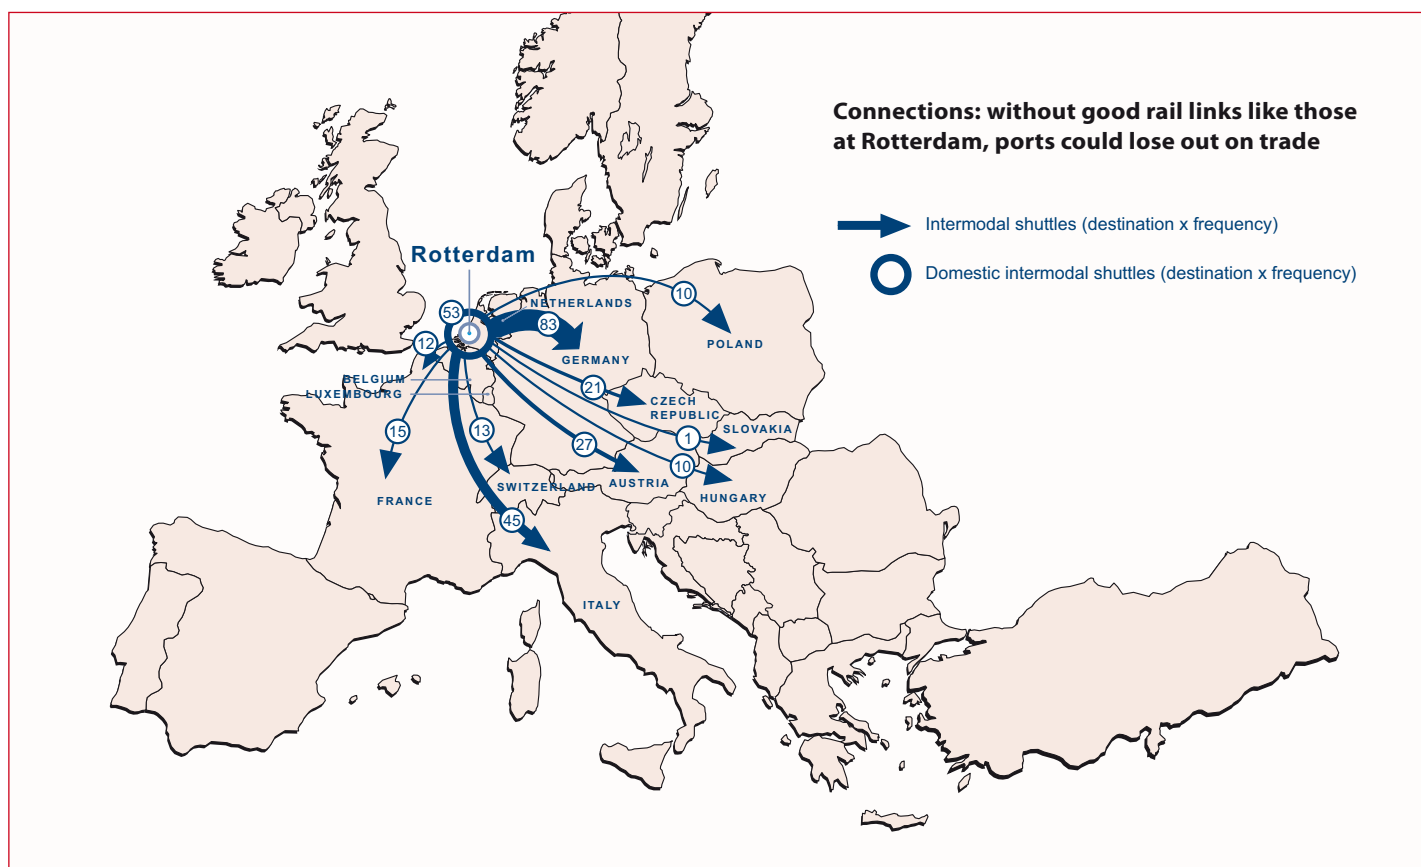 Connections: without good rail links like those
at Rotterdam, ports could lose out on trade
Intermodal shuttles (destination x frequency)
Domestic intermodal shuttles (destination x frequency)
Rotterdam
53
NETHERLANDS
10
83
12
POLAND
GERMANY
BELGIUM
LUXEMBOURG
21
CZECH
REPUBLIC
15
13
27
1
SLOVAKIA
10
FRANCE
SWITZERLAND
AUSTRIA
HUNGARY
45
ITALY